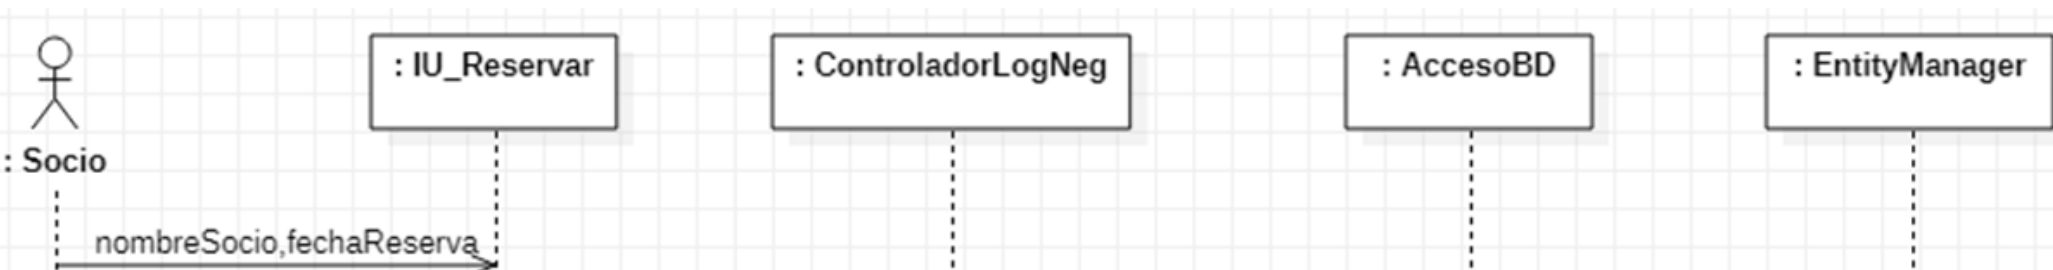 : IU_Reservar
: ControladorLogNeg
: AccesoBD
: EntityManager
: Socio
nombreSocio,fechaReserva